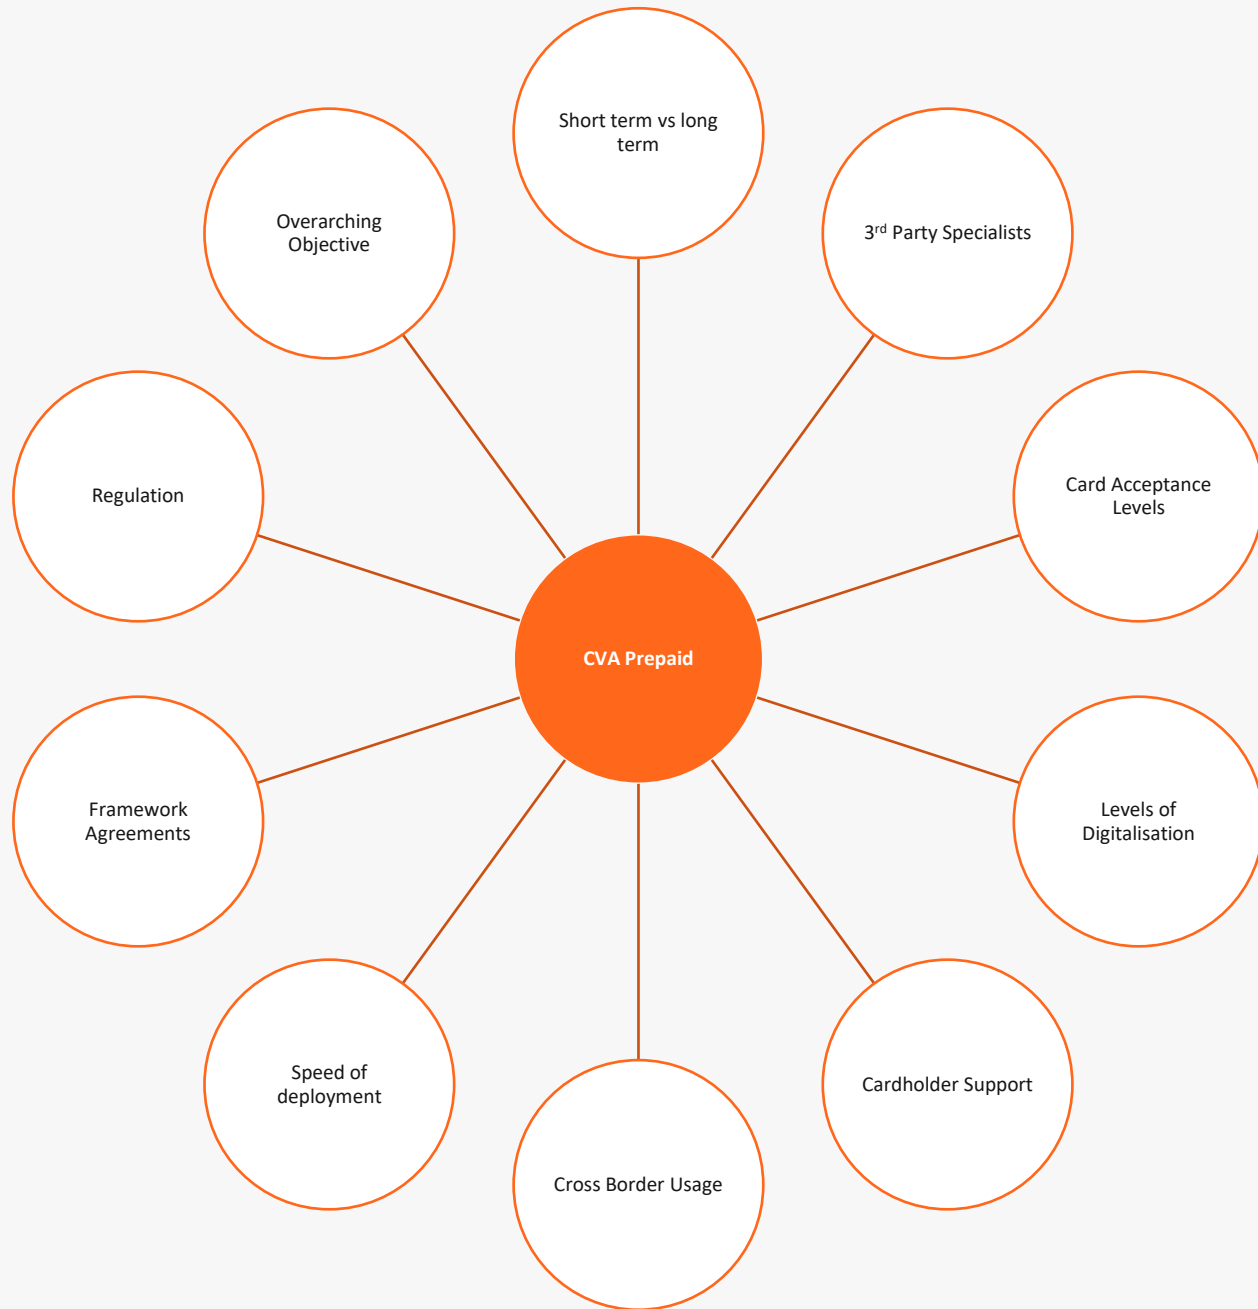 Short term vs long
term
3rd Party Specialists
Card Acceptance
Levels
Levels of
Digitalisation
Cardholder Support
Cross Border Usage
Speed of
deployment
Framework
Agreements
Regulation
Overarching
Objective
CVA Prepaid